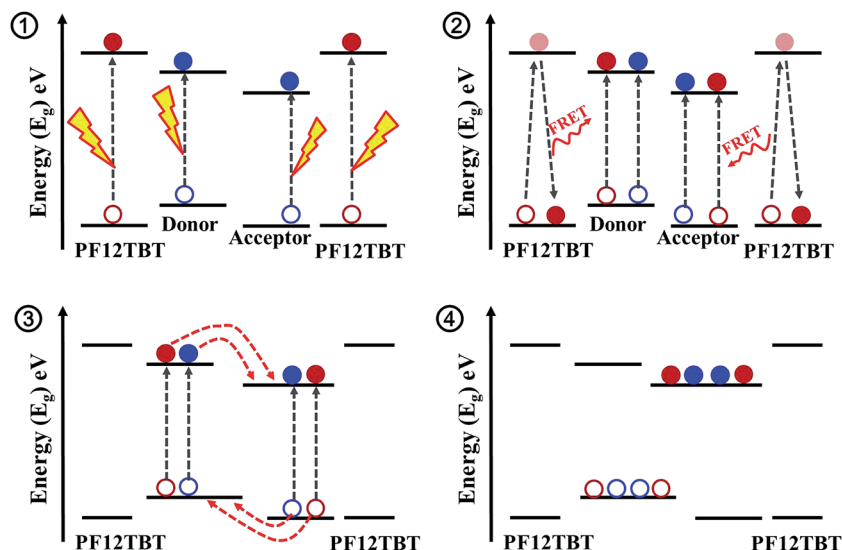 ①
Energy (Eg) eV
Donor
Acceptor
PF12TBT
PF12TBT
②
Energy (Eg) eV
FRET
FRET
Donor
Acceptor
PF12TBT
PF12TBT
③
Energy (Eg) eV
PF12TBT
PF12TBT
④
Energy (Eg) eV
PF12TBT
PF12TBT